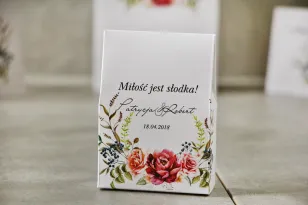 Miłość jest słodka!
Patrycja & Robert
18.04.2018